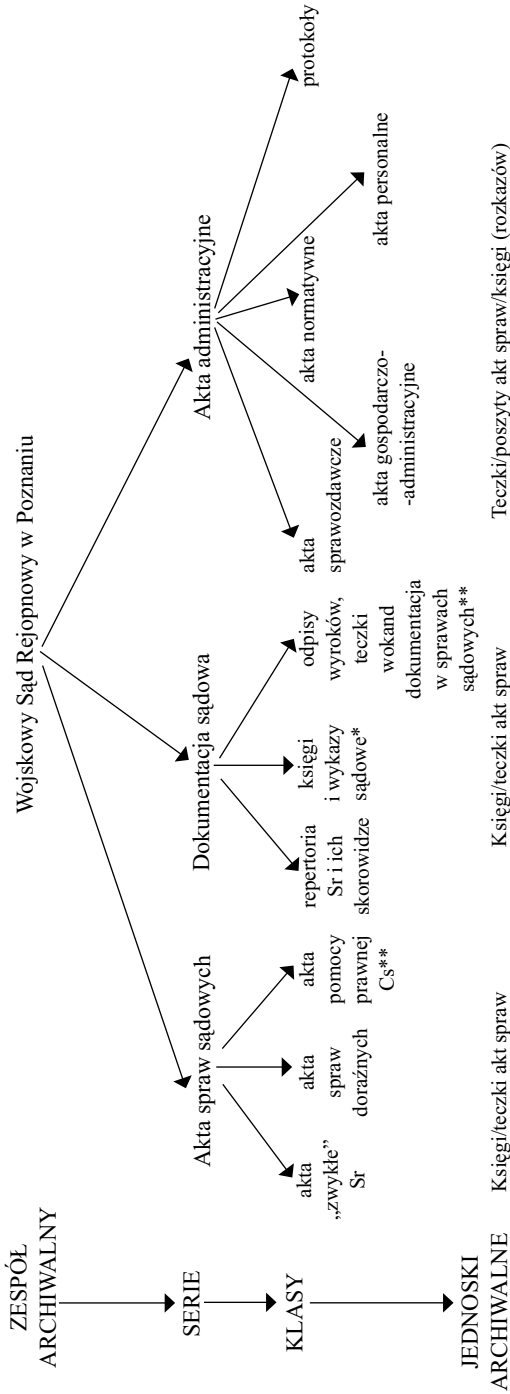 ZESPÓŁ
ARCHIWALNY
Wojskowy Sąd Rejopnowy w Poznaniu
SERIE
Akta spraw sądowych
Dokumentacja sądowa
Akta administracyjne
KLASY
akta
„zwykłe”
Sr
akta
spraw
doraźnych
akta
pomocy
prawnej
Cs**
repertoria
Sr i ich
skorowidze
księgi
i wykazy
sądowe*
odpisy
wyroków,
teczki
wokand
dokumentacja
w sprawach
sądowych**
akta
sprawozdawcze
akta gospodarczo-
-administracyjne
akta normatywne
akta personalne
protokoły
JEDNOSKI
ARCHIWALNE
Księgi/teczki akt spraw
Księgi/teczki akt spraw
Teczki/poszyty akt spraw/księgi (rozkazów)